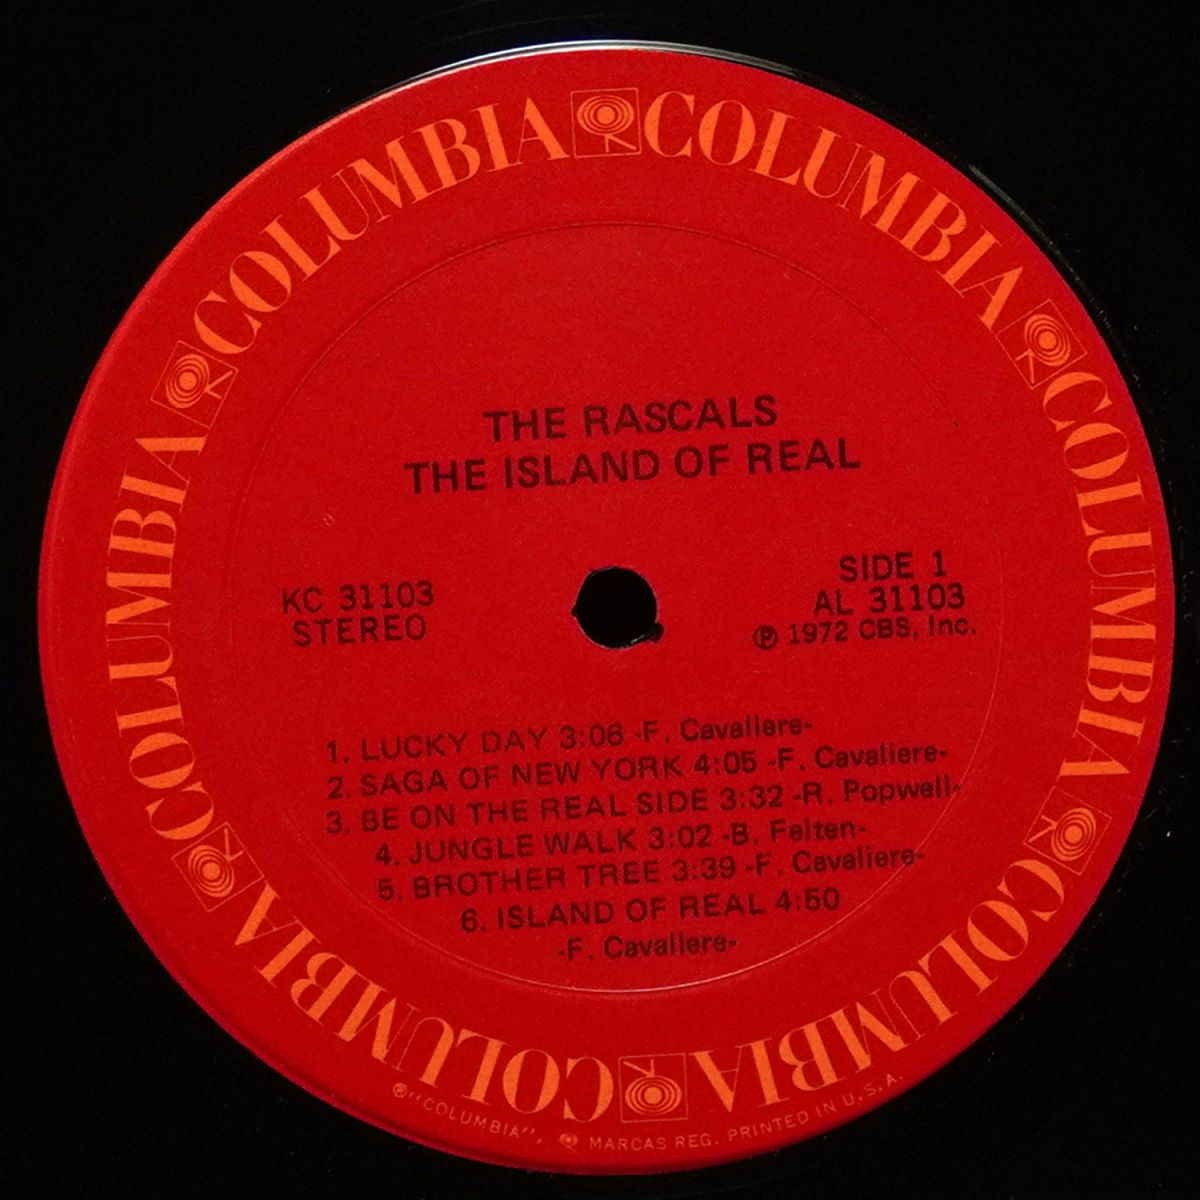 COLUMBIA COLUMBIA COLUMBIA COLUMBIA COLUMBIA COLUMBIA
THE RASCALS
THE ISLAND OF REAL
KC 31103
STEREO
SIDE 1
AL 31103
℗ 1972 CBS, Inc.
1. LUCKY DAY 3:06 -F. Cavaliere-
2. SAGA OF NEW YORK 4:05 -F. Cavaliere-
3. BE ON THE REAL SIDE 3:32 -R. Popwell-
4. JUNGLE WALK 3:02 -B. Felten-
5. BROTHER TREE 3:39 -F. Cavaliere-
6. ISLAND OF REAL 4:50
-F. Cavaliere-
®"COLUMBIA", MARCAS REG. PRINTED IN U.S.A.